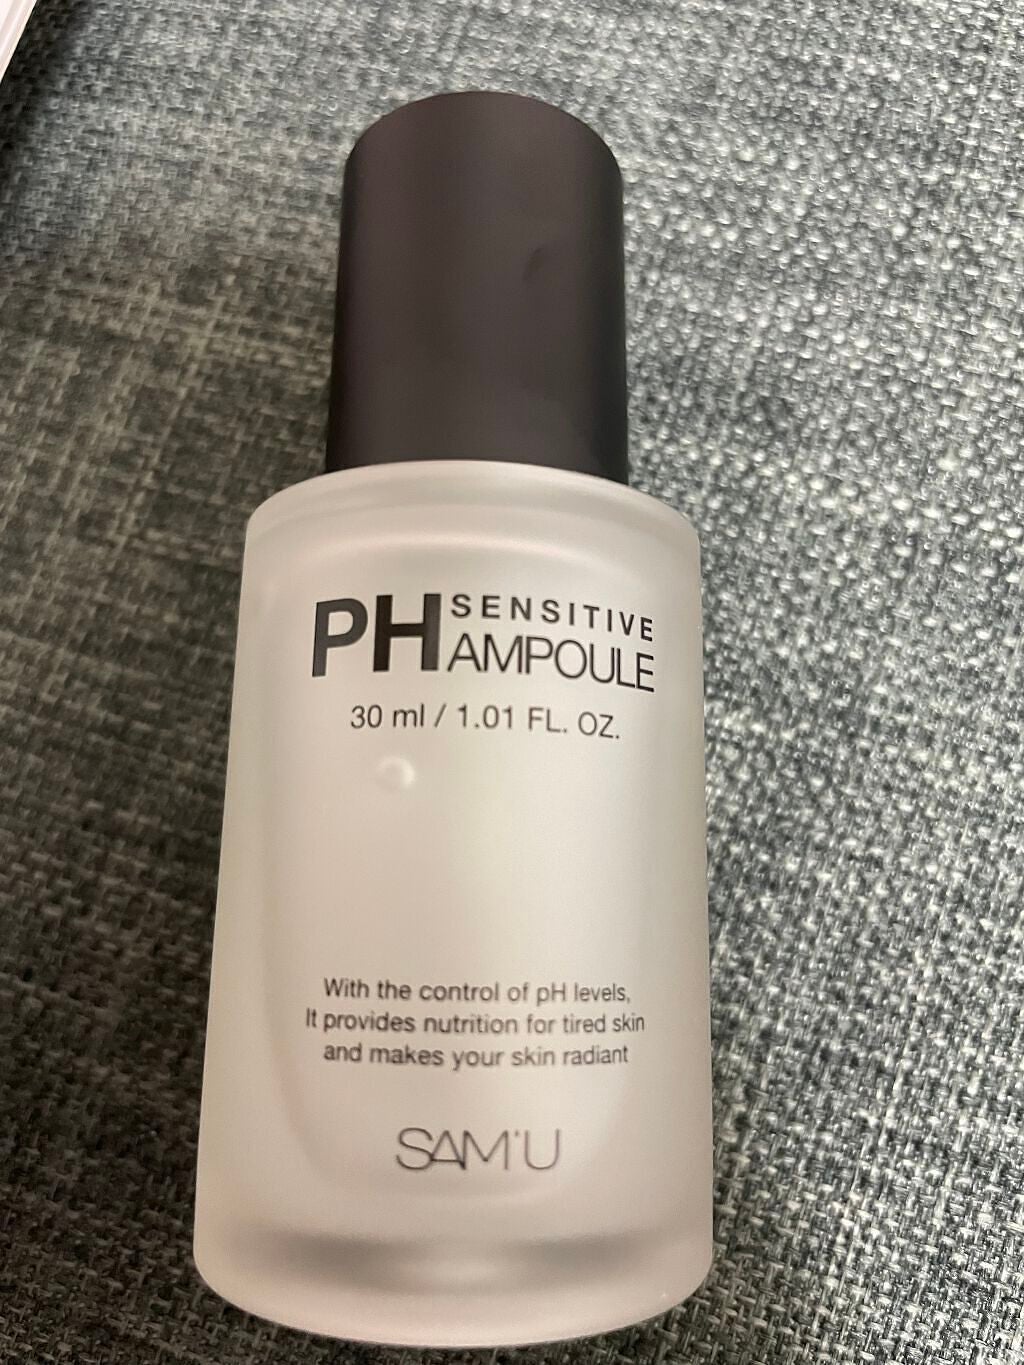 PH SENSITIVE
AMPOULE
30 ml / 1.01 FL. OZ.
With the control of pH levels,
It provides nutrition for tired skin
and makes your skin radiant
SAM'U